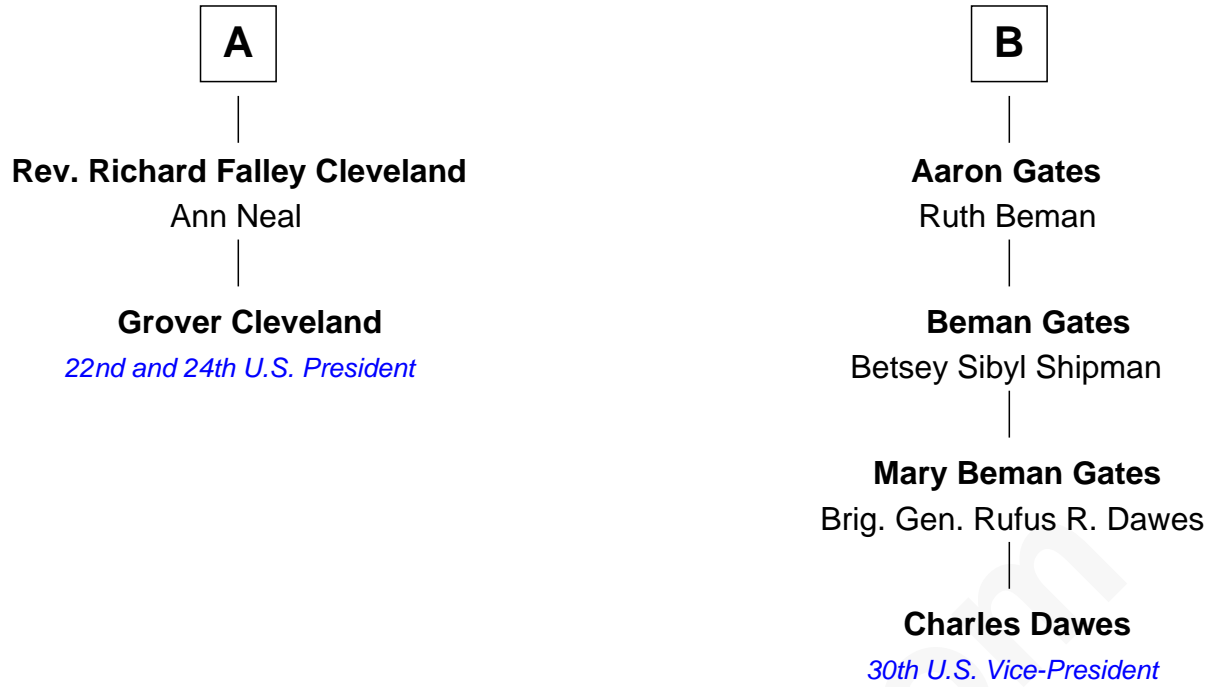 A
Rev. Richard Falley Cleveland
Ann Neal
Grover Cleveland
22nd and 24th U.S. President
B
Aaron Gates
Ruth Beman
Beman Gates
Betsey Sibyl Shipman
Mary Beman Gates
Brig. Gen. Rufus R. Dawes
Charles Dawes
30th U.S. Vice-President